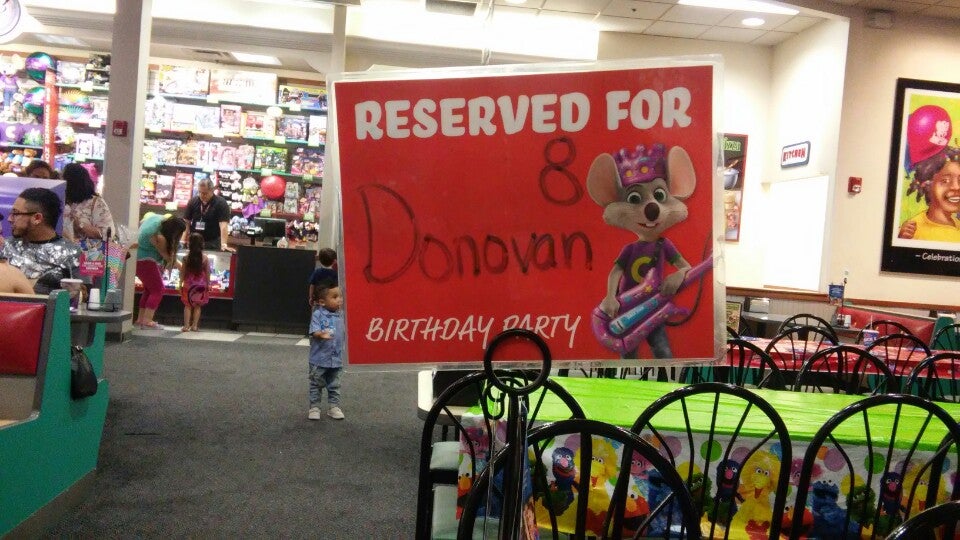 RESERVED FOR
8
Donovan
BIRTHDAY PARTY
KITCHEN